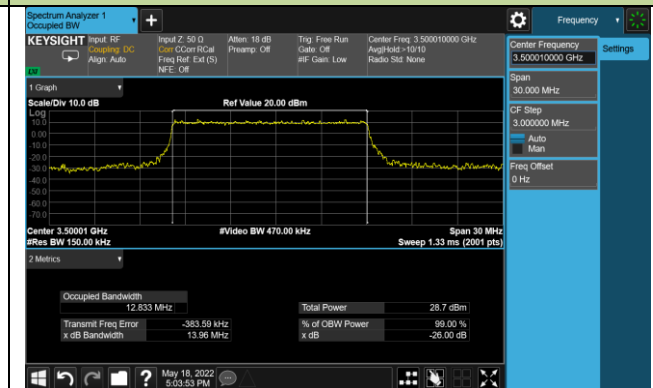 Spectrum Analyzer 1
Occupied BW
Frequency
KEYSIGHT
Input: RF
Coupling: DC
Align: Auto
Input Z: 50 Ω
Corr CCorr RCal
Freq Ref: Ext (S)
NFE: Off
Atten: 18 dB
Preamp: Off
Trig: Free Run
Gate: Off
#IF Gain: Low
Center Freq: 3.500010000 GHz
Avg|Hold:>10/10
Radio Std: None
LW
Center Frequency
3.500010000 GHz
Settings
Span
30.000 MHz
CF Step
3.000000 MHz
Auto
Man
Freq Offset
0 Hz
1 Graph
Scale/Div 10.0 dB
Ref Value 20.00 dBm
Log
10.0
0.00
-10.0
-20.0
-30.0
-40.0
-50.0
-60.0
-70.0
Center 3.50001 GHz
#Video BW 470.00 kHz
Span 30 MHz
#Res BW 150.00 kHz
Sweep 1.33 ms (2001 pts)
2 Metrics
Occupied Bandwidth
12.833 MHz
Total Power
28.7 dBm
Transmit Freq Error
-383.59 kHz
% of OBW Power
99.00 %
x dB Bandwidth
13.96 MHz
x dB
-26.00 dB
?
May 18, 2022
5:03:53 PM